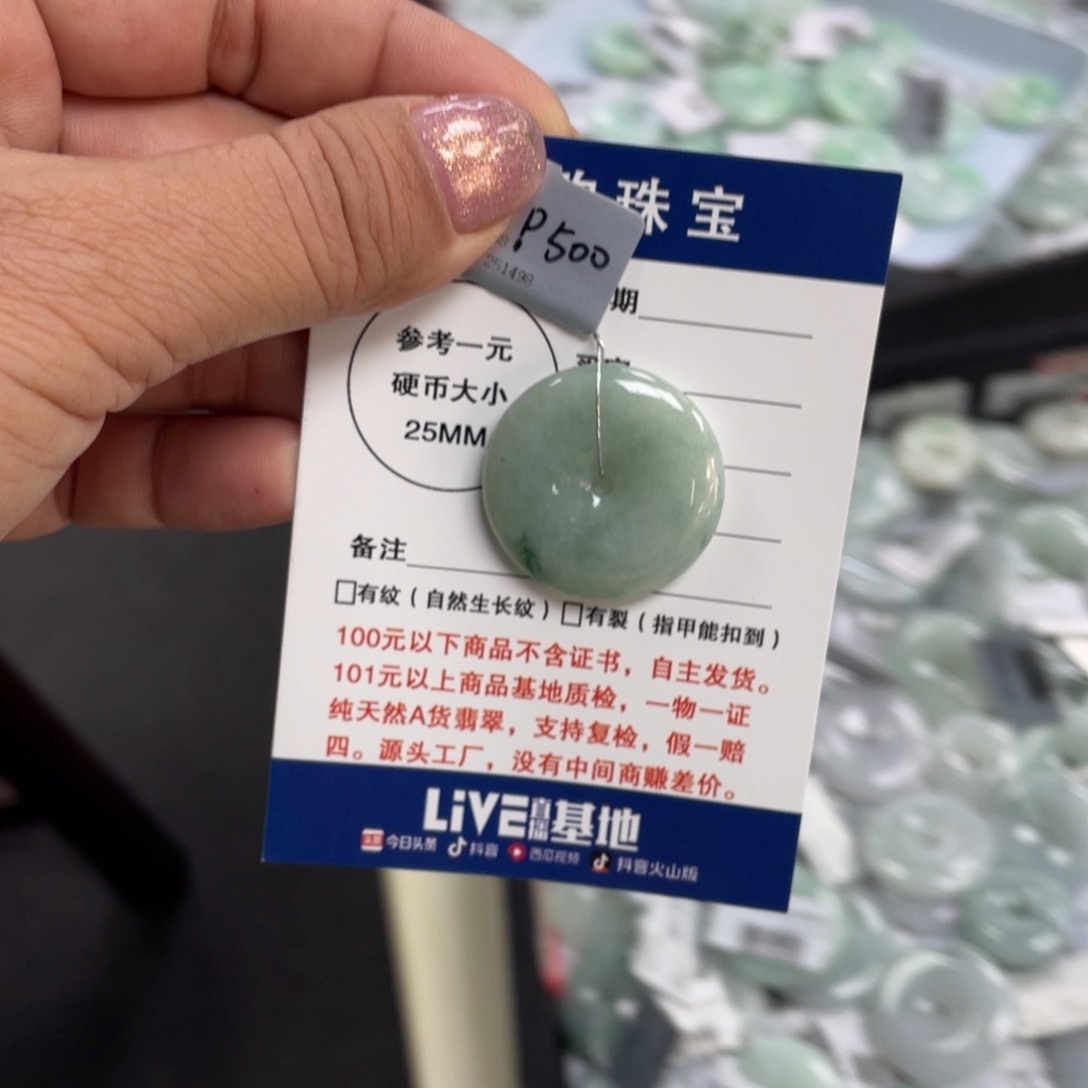 珠宝
P500
251498
期
参考一元
硬币大小
25MM
备注
□有纹（自然生长纹）□有裂（指甲能扣到）
100元以下商品不含证书，自主发货。
101元以上商品基地质检，一物一证
纯天然A货翡翠，支持复检，假一赔
四。源头工厂，没有中间商赚差价。
LiVE直播基地
头条 今日头条 抖音 西瓜视频 抖音火山版